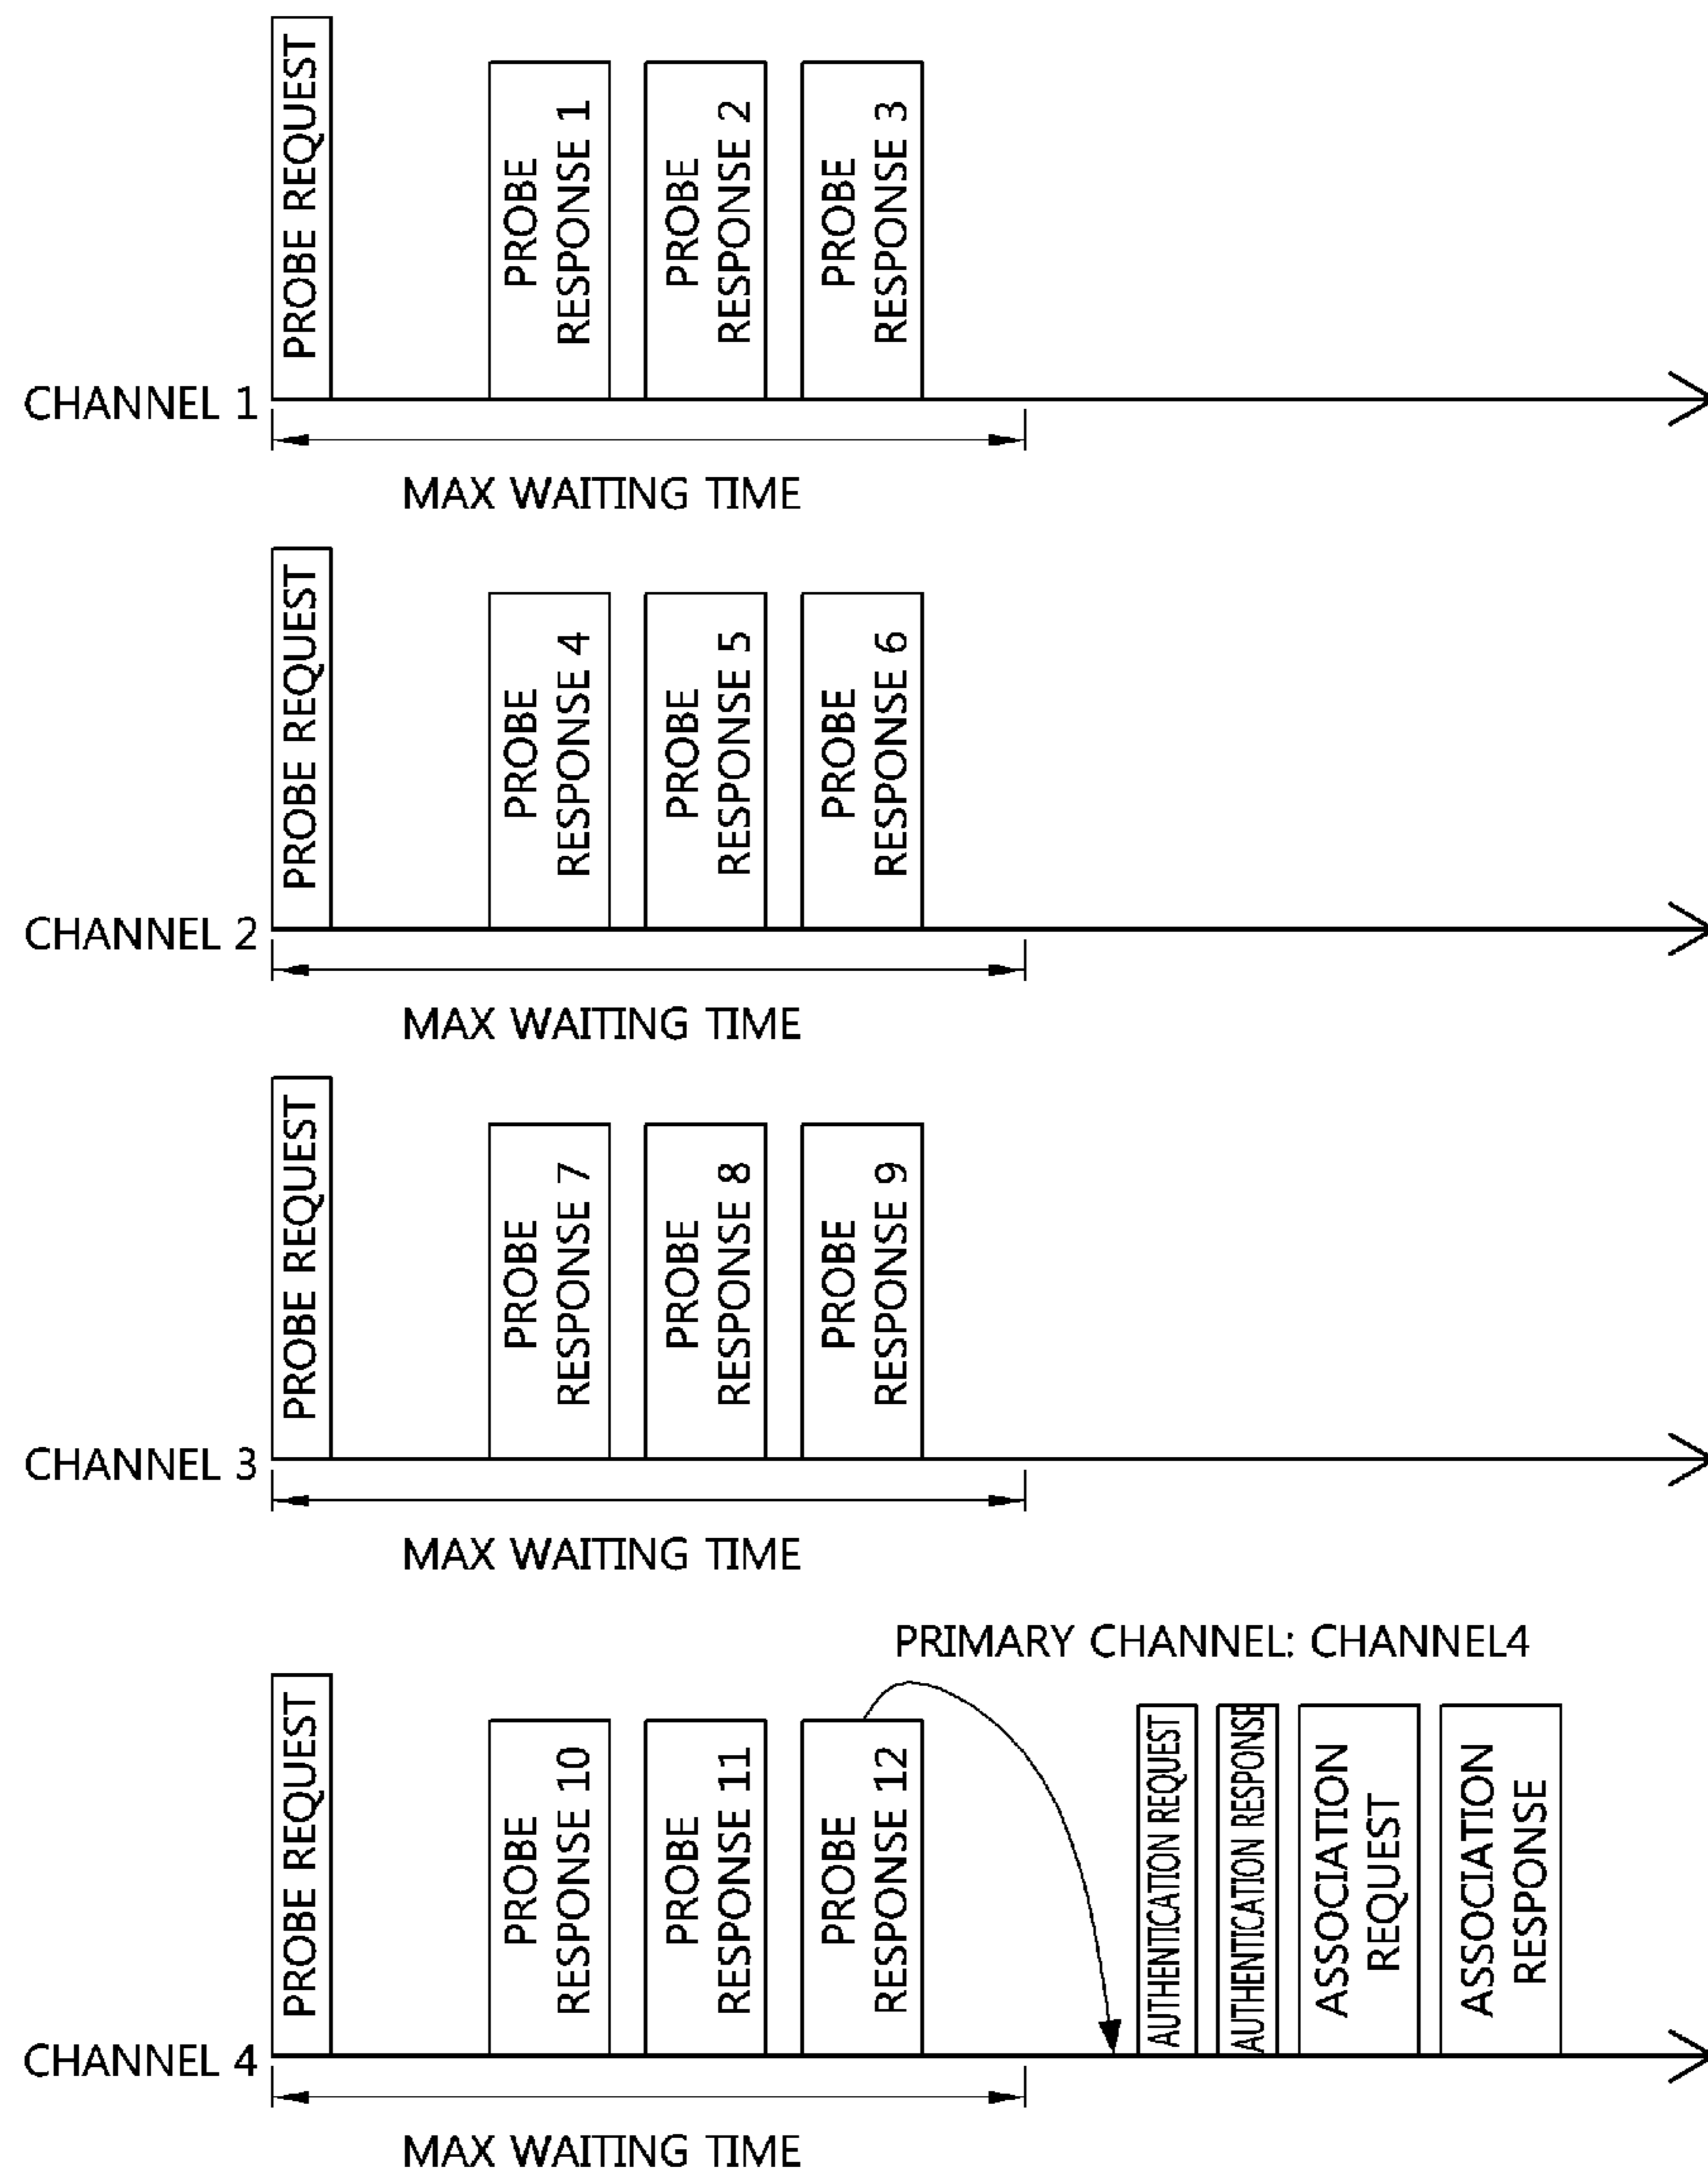 PROBE REQUEST
PROBE
RESPONSE 1
PROBE
RESPONSE 2
PROBE
RESPONSE 3
CHANNEL 1
MAX WAITING TIME
PROBE REQUEST
PROBE
RESPONSE 4
PROBE
RESPONSE 5
PROBE
RESPONSE 6
CHANNEL 2
MAX WAITING TIME
PROBE REQUEST
PROBE
RESPONSE 7
PROBE
RESPONSE 8
PROBE
RESPONSE 9
CHANNEL 3
MAX WAITING TIME
PRIMARY CHANNEL: CHANNEL4
PROBE REQUEST
PROBE
RESPONSE 10
PROBE
RESPONSE 11
PROBE
RESPONSE 12
AUTHENTICATION REQUEST
AUTHENTICATION RESPONSE
ASSOCIATION
REQUEST
ASSOCIATION
RESPONSE
CHANNEL 4
MAX WAITING TIME